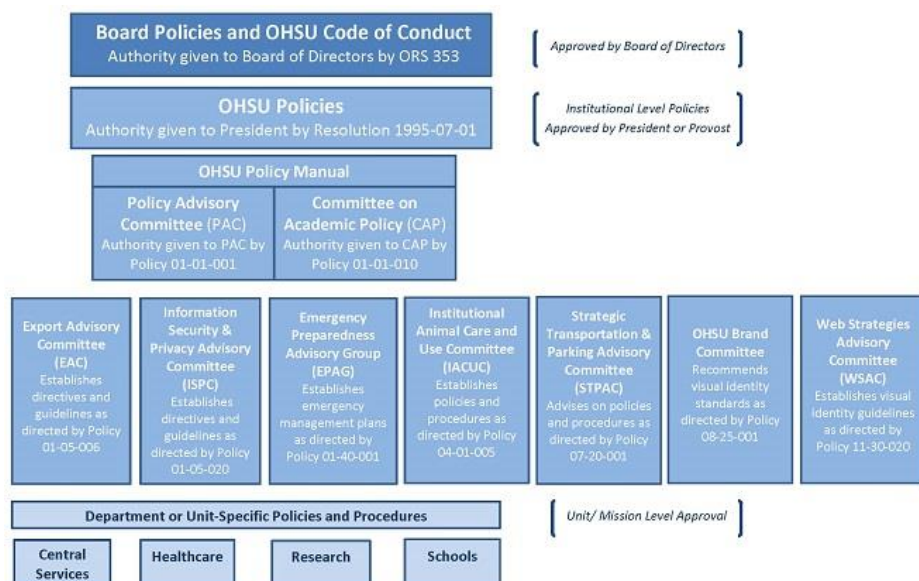 Board Policies and OHSU Code of Conduct
Authority given to Board of Directors by ORS 353
Approved by Board of Directors
OHSU Policies
Authority given to President by Resolution 1995-07-01
Institutional Level Policies
Approved by President or Provost
OHSU Policy Manual
Policy Advisory
Committee (PAC)
Authority given to PAC by
Policy 01-01-001
Committee on
Academic Policy (CAP)
Authority given to CAP by
Policy 01-01-010
Export Advisory
Committee
(EAC)
Establishes
directives and
guidelines as
directed by Policy
01-05-006
Information
Security &
Privacy Advisory
Committee
(ISPC)
Establishes
directives and
guidelines as
directed by Policy
01-05-020
Emergency
Preparedness
Advisory Group
(EPAG)
Establishes
emergency
management plans
as directed by
Policy 01-40-001
Institutional
Animal Care and
Use Committee
(IACUC)
Establishes
policies and
procedures as
directed by Policy
04-01-005
Strategic
Transportation &
Parking Advisory
Committee
(STPAC)
Advises on policies
and procedures as
directed by Policy
07-20-001
OHSU Brand
Committee
Recommends
visual identity
standards as
directed by Policy
08-25-001
Web Strategies
Advisory
Committee
(WSAC)
Establishes visual
identity guidelines
as directed by
Policy 11-30-020
Department or Unit-Specific Policies and Procedures
Unit/ Mission Level Approval
Central
Services
Healthcare
Research
Schools